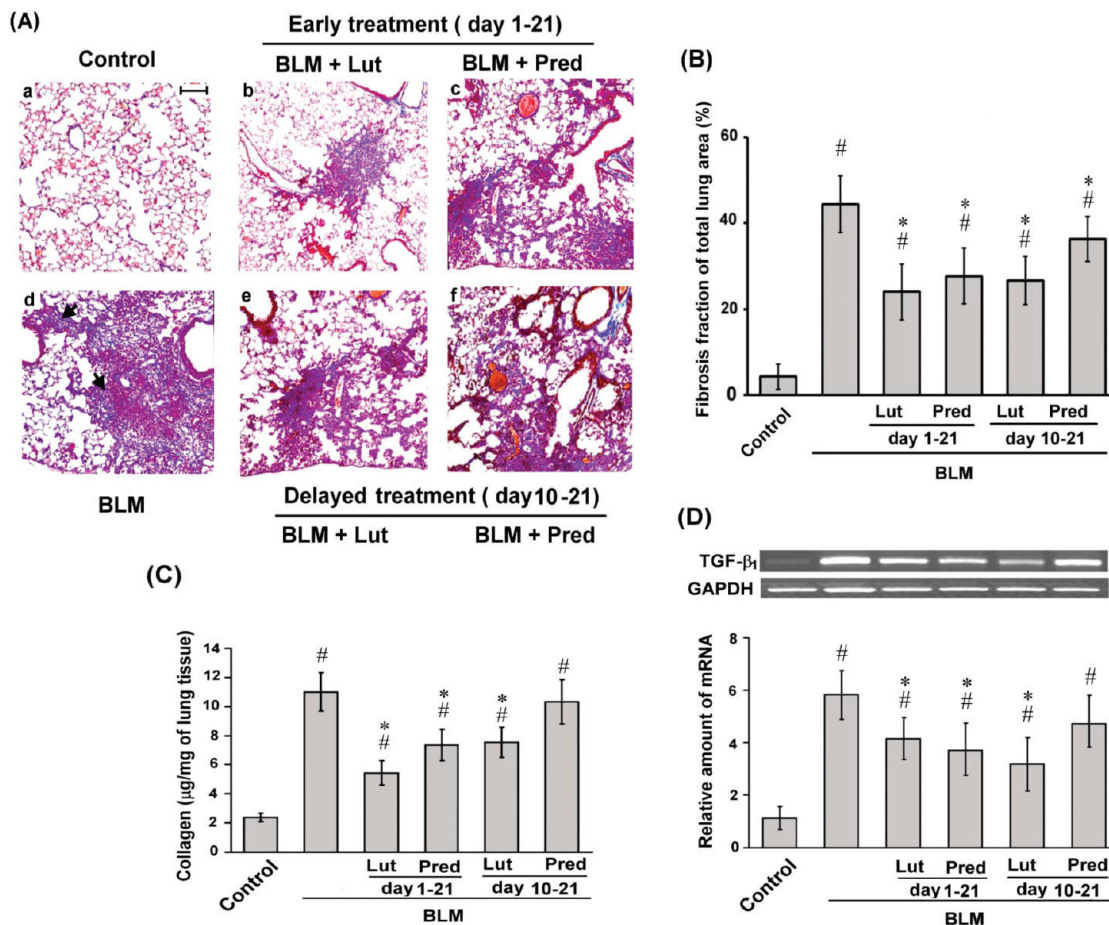 (A)
Early treatment ( day 1-21)
Control
BLM + Lut
BLM + Pred
a
b
c
d
e
f
BLM
Delayed treatment ( day10-21)
BLM + Lut
BLM + Pred
(B)
Fibrosis fraction of total lung area (%)
60
40
20
0
#
*
#
*
#
*
#
*
#
Control
Lut Pred Lut Pred
day 1-21 day 10-21
BLM
(C)
Collagen (µg/mg of lung tissue)
14
12
10
8
6
4
2
0
#
*
#
*
#
*
#
#
Control
Lut Pred Lut Pred
day 1-21 day 10-21
BLM
(D)
TGF-β1
GAPDH
Relative amount of mRNA
8
6
4
2
0
#
*
#
*
#
*
#
#
Control
Lut Pred Lut Pred
day 1-21 day 10-21
BLM